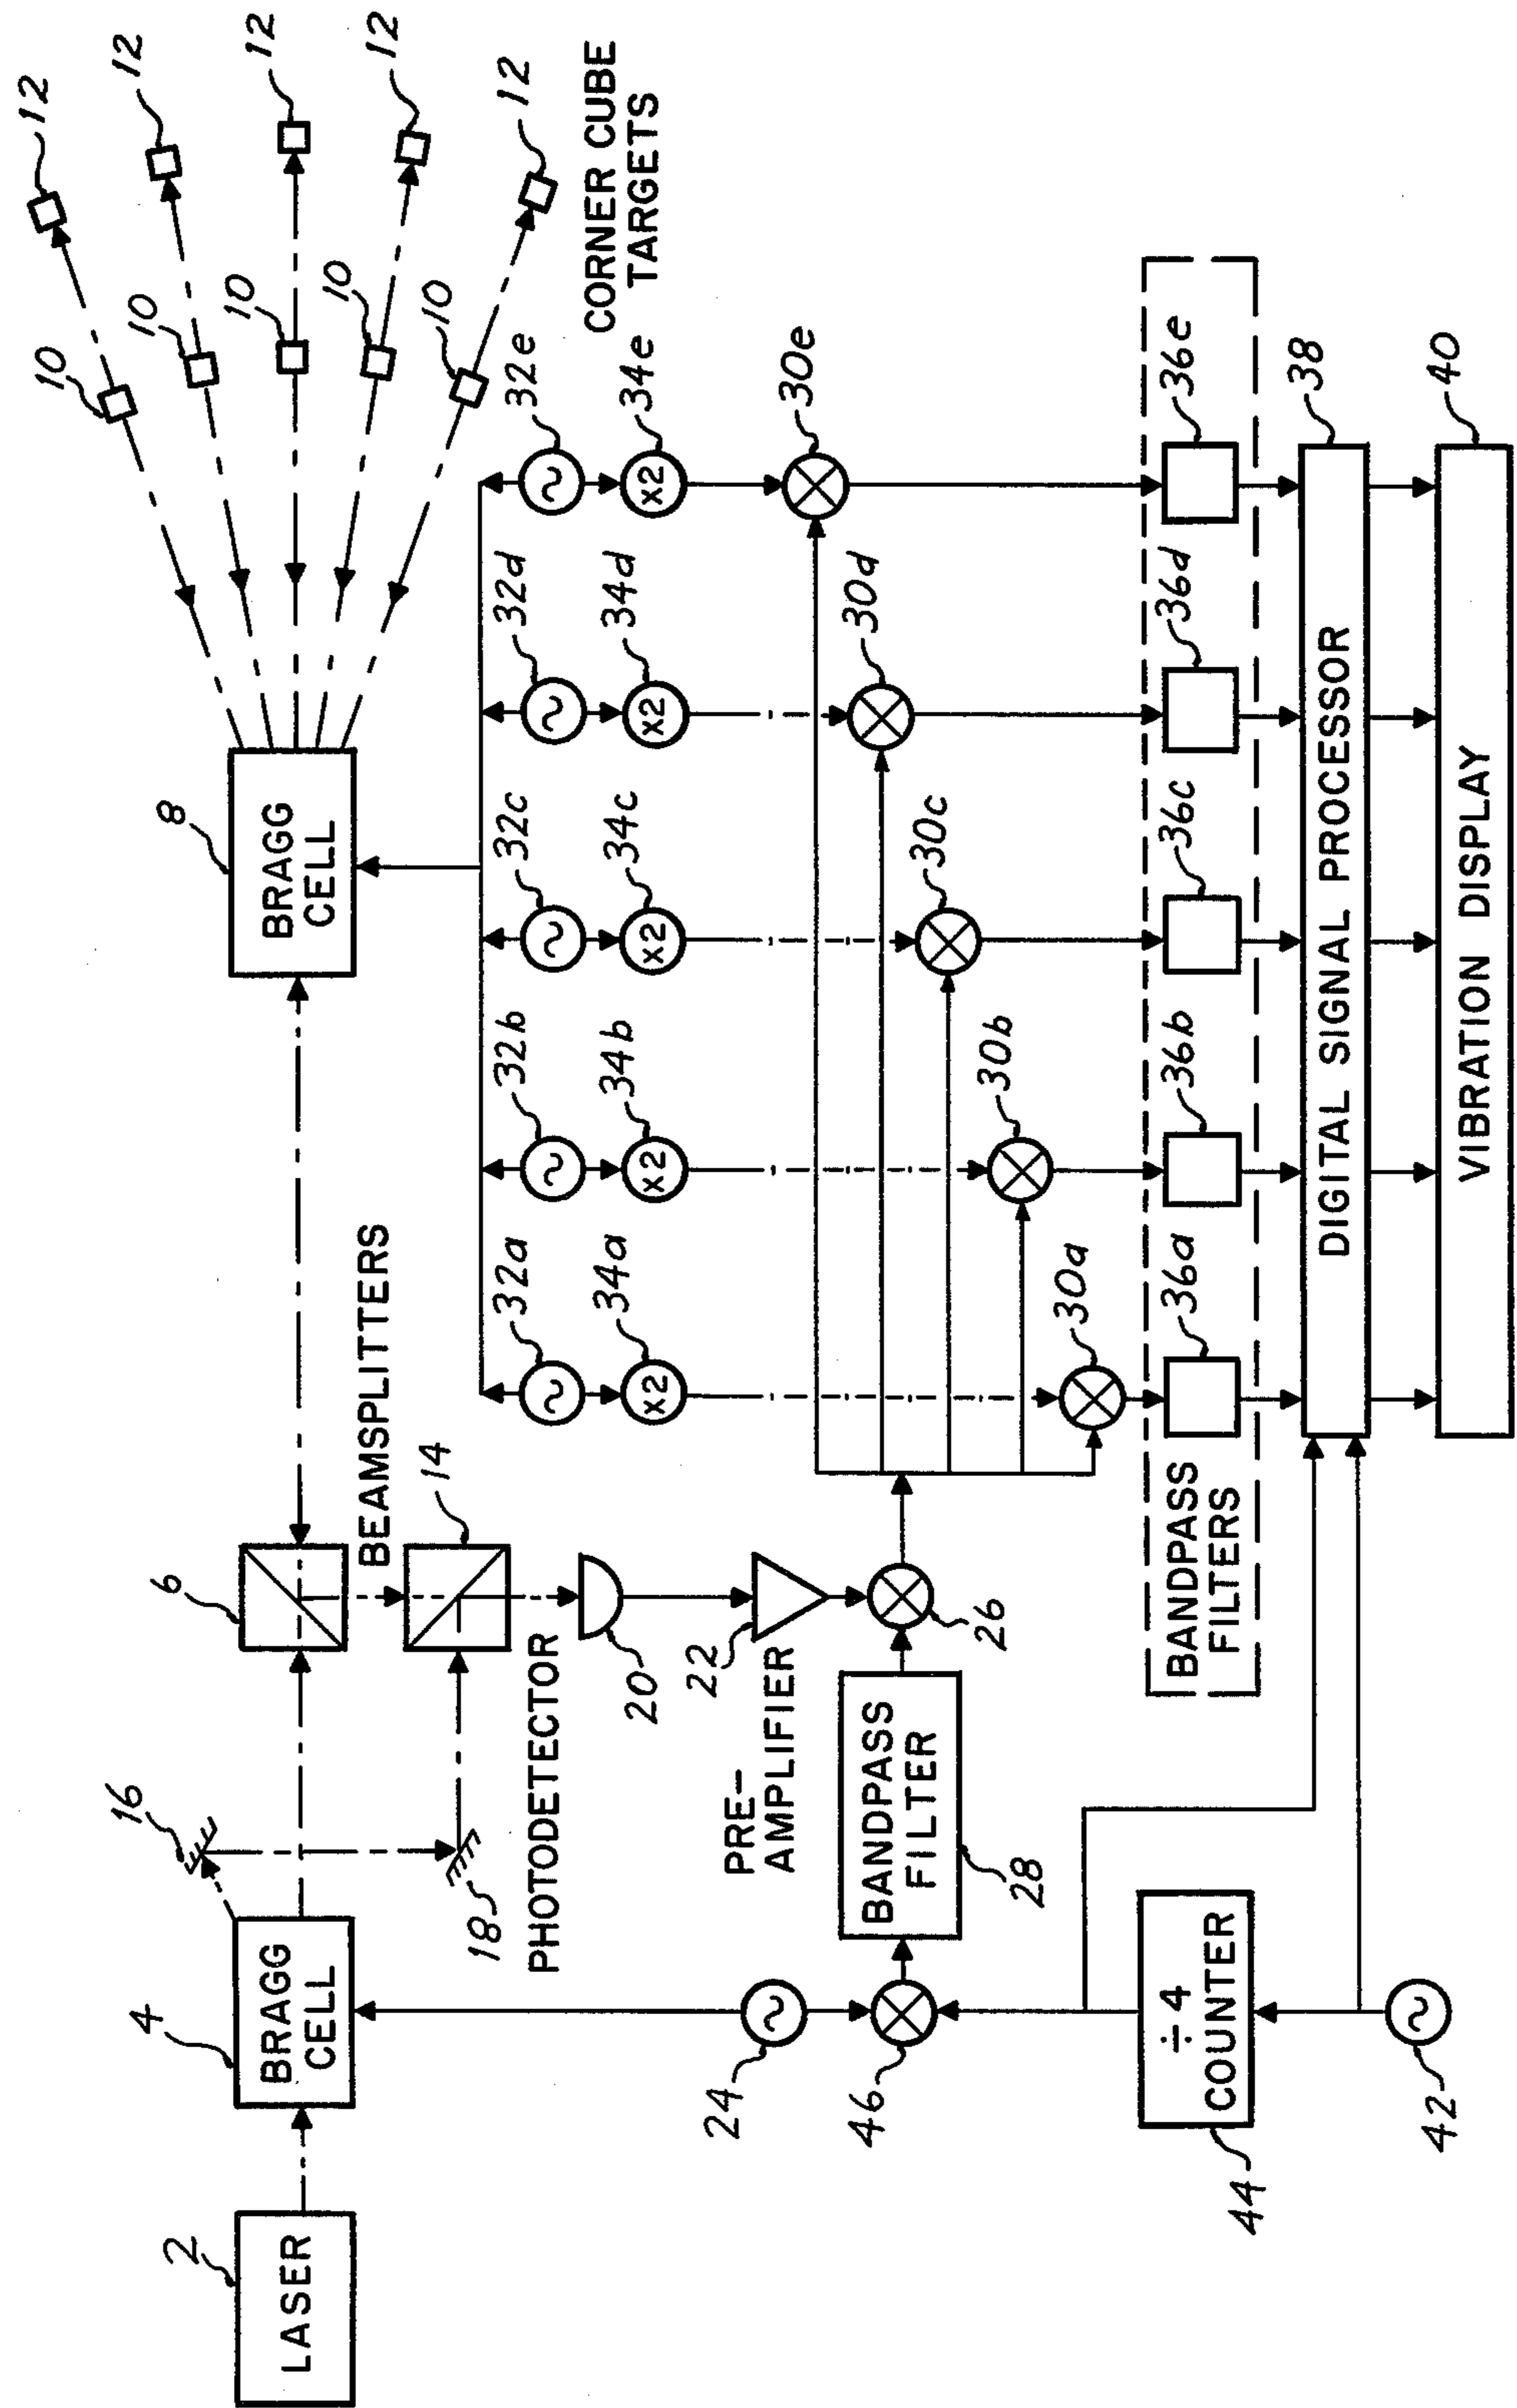 2
LASER
4
BRAGG
CELL
16
18
6
BEAMSPLITTERS
14
8
BRAGG
CELL
10
10
10
10
10
12
12
12
12
12
CORNER CUBE
TARGETS
PHOTODETECTOR
20
22
PRE-
AMPLIFIER
24
26
BANDPASS
FILTER
28
46
÷4
COUNTER
44
42
32a
32b
32c
32d
32e
34a
34b
34c
34d
34e
x2
x2
x2
x2
x2
30a
30b
30c
30d
30e
BANDPASS
FILTERS
36a
36b
36c
36d
36e
DIGITAL SIGNAL PROCESSOR
38
VIBRATION DISPLAY
40